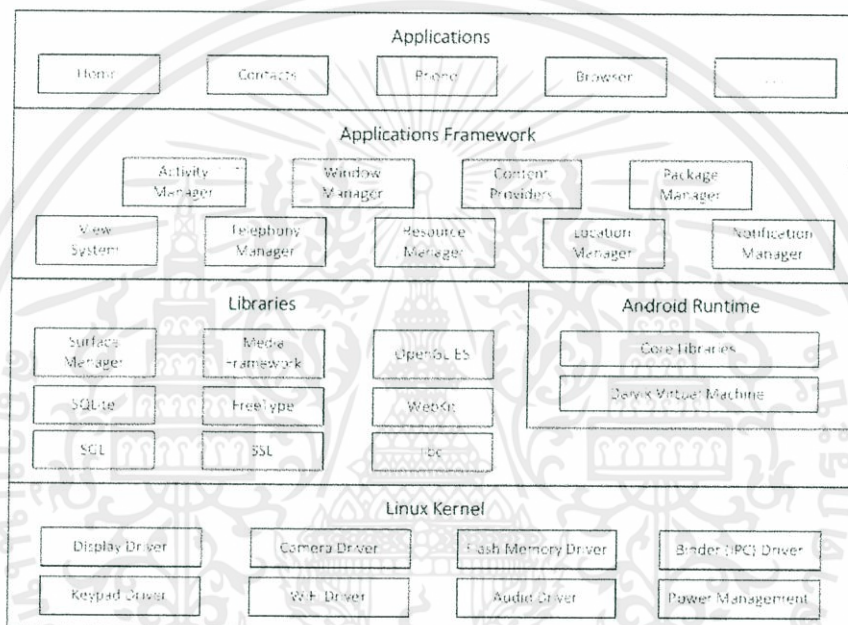 Applications
Home
Contacts
Phone
Browser
...
Applications Framework
Activity
Manager
Window
Manager
Content
Providers
Package
Manager
View
System
Telephony
Manager
Resource
Manager
Location
Manager
Notification
Manager
Libraries
Android Runtime
Surface
Manager
Media
Framework
OpenGL ES
Core Libraries
SQLite
FreeType
WebKit
Dalvik Virtual Machine
SGL
SSL
libc
Linux Kernel
Display Driver
Camera Driver
Flash Memory Driver
Binder (IPC) Driver
Keypad Driver
WiFi Driver
Audio Driver
Power Management